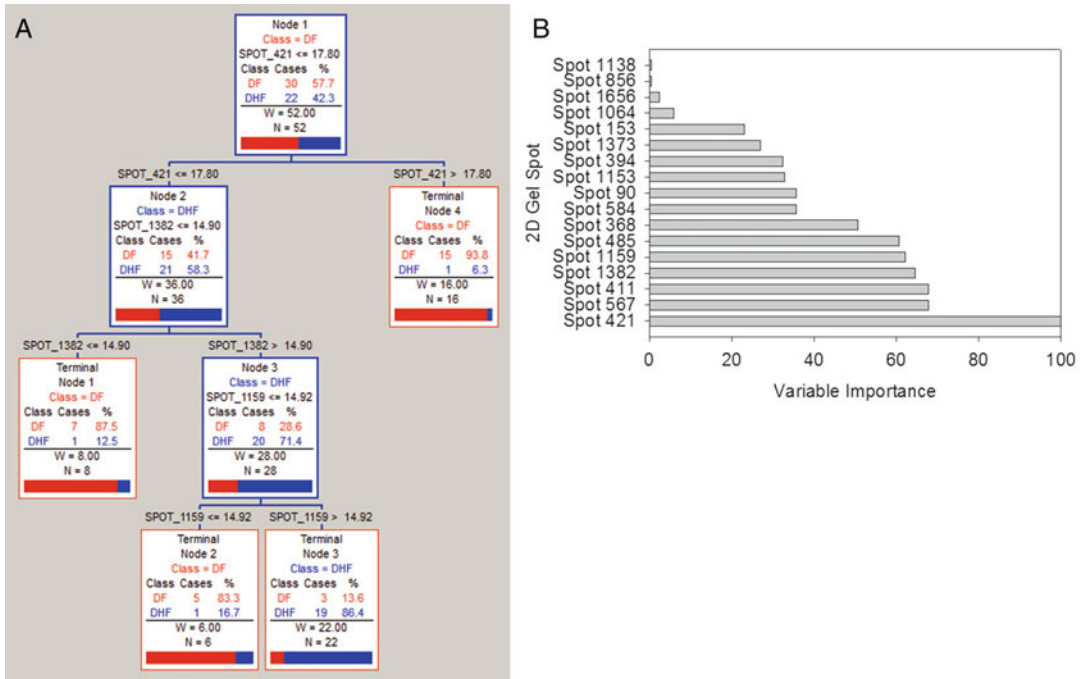 A
Node 1
Class = DF
SPOT_421 <= 17.80
Class Cases %
DF 30 57.7
DHF 22 42.3
W = 52.00
N = 52
SPOT_421 <= 17.80
SPOT_421 > 17.80
Node 2
Class = DHF
SPOT_1382 <= 14.90
Class Cases %
DF 15 41.7
DHF 21 58.3
W = 36.00
N = 36
Terminal
Node 4
Class = DF
Class Cases %
DF 15 93.8
DHF 1 6.3
W = 16.00
N = 16
SPOT_1382 <= 14.90
SPOT_1382 > 14.90
Terminal
Node 1
Class = DF
Class Cases %
DF 7 87.5
DHF 1 12.5
W = 8.00
N = 8
Node 3
Class = DHF
SPOT_1159 <= 14.92
Class Cases %
DF 8 28.6
DHF 20 71.4
W = 28.00
N = 28
SPOT_1159 <= 14.92
SPOT_1159 > 14.92
Terminal
Node 2
Class = DF
Class Cases %
DF 5 83.3
DHF 1 16.7
W = 6.00
N = 6
Terminal
Node 3
Class = DHF
Class Cases %
DF 3 13.6
DHF 19 86.4
W = 22.00
N = 22
B
2D Gel Spot
Spot 1138
Spot 856
Spot 1656
Spot 1064
Spot 153
Spot 1373
Spot 394
Spot 1153
Spot 90
Spot 584
Spot 368
Spot 485
Spot 1159
Spot 1382
Spot 411
Spot 567
Spot 421
0 20 40 60 80 100
Variable Importance